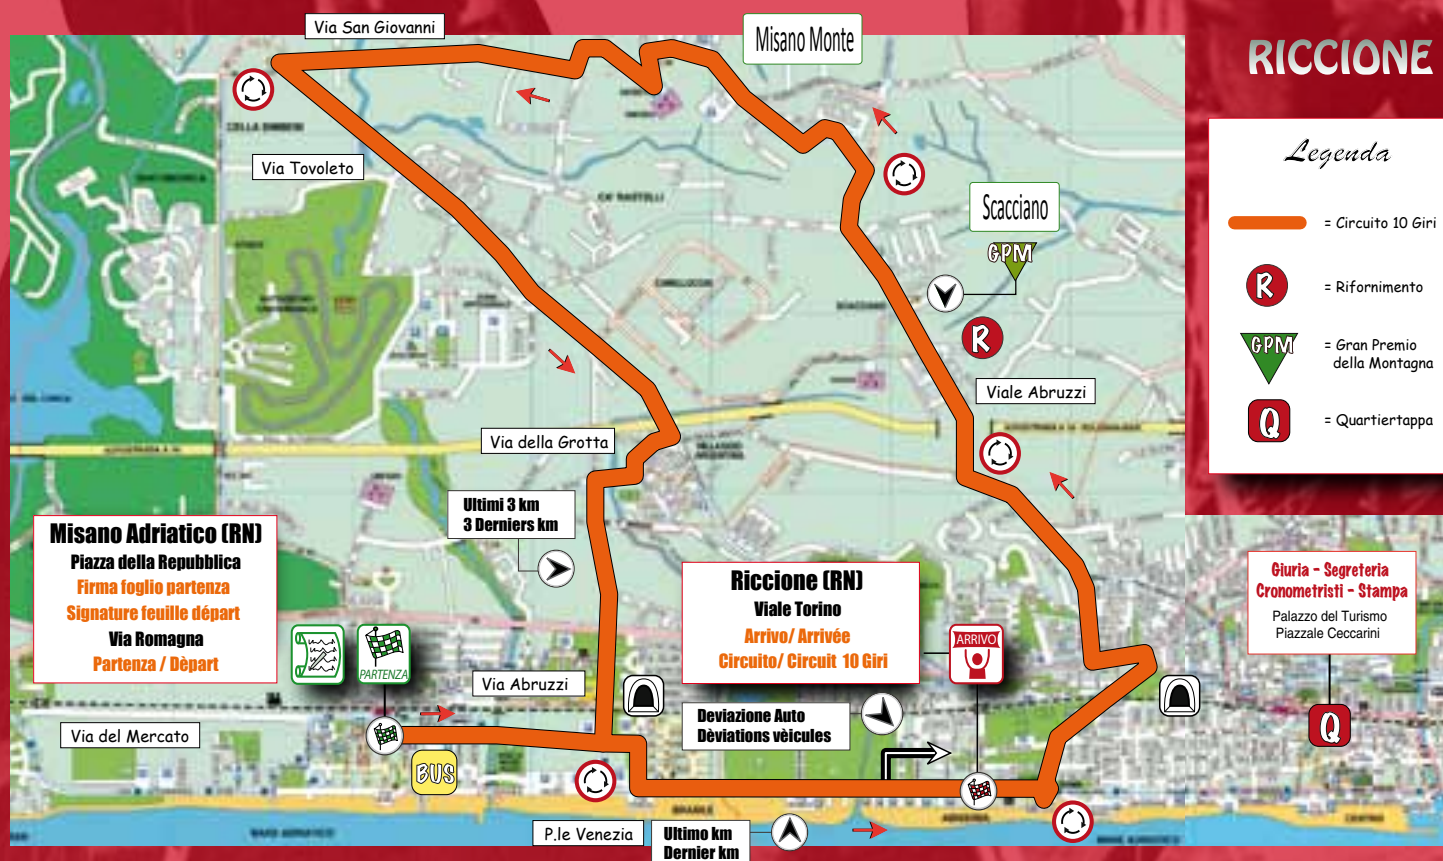 Via San Giovanni
Misano Monte
RICCIONE
Legenda
= Circuito 10 Giri
R
= Rifornimento
GPM
= Gran Premio
della Montagna
Q
= Quartiertappa
Via Tovoleto
Scacciano
GPM
R
Viale Abruzzi
Via della Grotta
Ultimi 3 km
3 Derniers km
Misano Adriatico (RN)
Piazza della Repubblica
Firma foglio partenza
Signature feuille départ
Via Romagna
Partenza / Dèpart
PARTENZA
Riccione (RN)
Viale Torino
Arrivo/ Arrivée
Circuito/ Circuit 10 Giri
ARRIVO
Giuria - Segreteria
Cronometristi - Stampa
Palazzo del Turismo
Piazzale Ceccarini
Q
Via Abruzzi
Via del Mercato
BUS
Deviazione Auto
Dèviations vèicules
P.le Venezia
Ultimo km
Dernier km